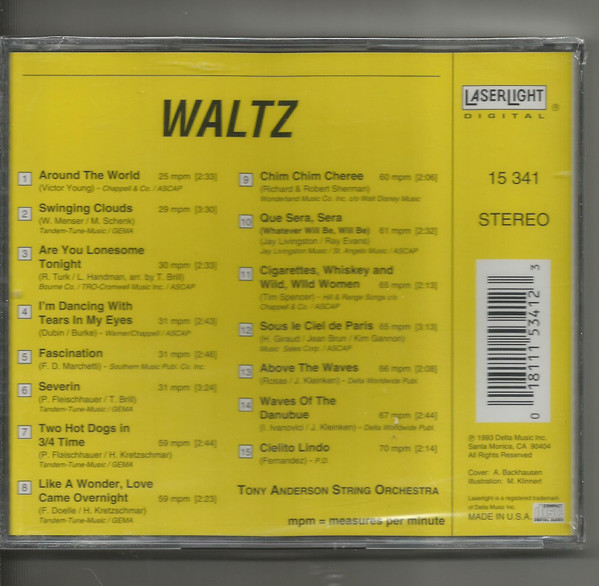 WALTZ
1 Around The World 25 mpm [2:33]
(Victor Young) - Chappell & Co. / ASCAP
2 Swinging Clouds 29 mpm [3:30]
(W. Menser / M. Schenk)
Tandem-Tune-Music / GEMA
3 Are You Lonesome
Tonight 30 mpm [2:33]
(R. Turk / L. Handman, arr. by T. Brill)
Bourne Co. / TRO-Cromwell Music Inc. / ASCAP
4 I'm Dancing With
Tears In My Eyes 31 mpm [2:43]
(Dubin / Burke) - Warner/Chappell / ASCAP
5 Fascination 31 mpm [2:46]
(F. D. Marchetti) - Southern Music Publ. Co. Inc.
6 Severin 31 mpm [3:24]
(P. Fleischhauer / T. Brill)
Tandem-Tune-Music / GEMA
7 Two Hot Dogs in
3/4 Time 59 mpm [2:44]
(P. Flaischhauer / H. Kretzschmar)
Tandem-Tune-Music / GEMA
8 Like A Wonder, Love
Came Overnight 59 mpm [2:23]
(F. Doelle / H. Kretzschmar)
Tandem-Tune-Music / GEMA
9 Chim Chim Cheree 60 mpm [2:06]
(Richard & Robert Sherman)
Wonderland Music Co. Inc. c/o Walt Disney Music
10 Que Sera, Sera
(Whatever Will Be, Will Be) 61 mpm [2:32]
(Jay Livingston / Ray Evans)
Jay Livingston Music / St. Angelo Music / ASCAP
11 Cigarettes, Whiskey and
Wild, Wild Women 65 mpm [2:13]
(Tim Spencer) - Hill & Range Songs c/o
Chappell & Co. / ASCAP
12 Sous le Ciel de Paris 65 mpm [3:13]
(H. Giraud / Jean Brun / Kim Gannon)
Music Sales Corp. / ASCAP
13 Above The Waves 66 mpm [2:08]
(Rosas / J. Kleinken) - Delta Worldwide Publ.
14 Waves Of The
Danubue 67 mpm [2:44]
(I. Ivanovici / J. Kleinken) - Delta Worldwide Publ.
15 Cielito Lindo 70 mpm [2:14]
(Fernandez) - P.D.
TONY ANDERSON STRING ORCHESTRA
mpm = measures per minute
LASERLIGHT ®
DIGITAL
15 341
STEREO
0 18111 53412 3
℗ 1993 Delta Music Inc.
Santa Monica, CA 90404
All Rights Reserved
Cover: A. Backhausen
Illustration: M. Klinnert
Laserlight is a registered trademark
of Delta Music Inc.
MADE IN U.S.A.
COMPACT
disc
DIGITAL AUDIO